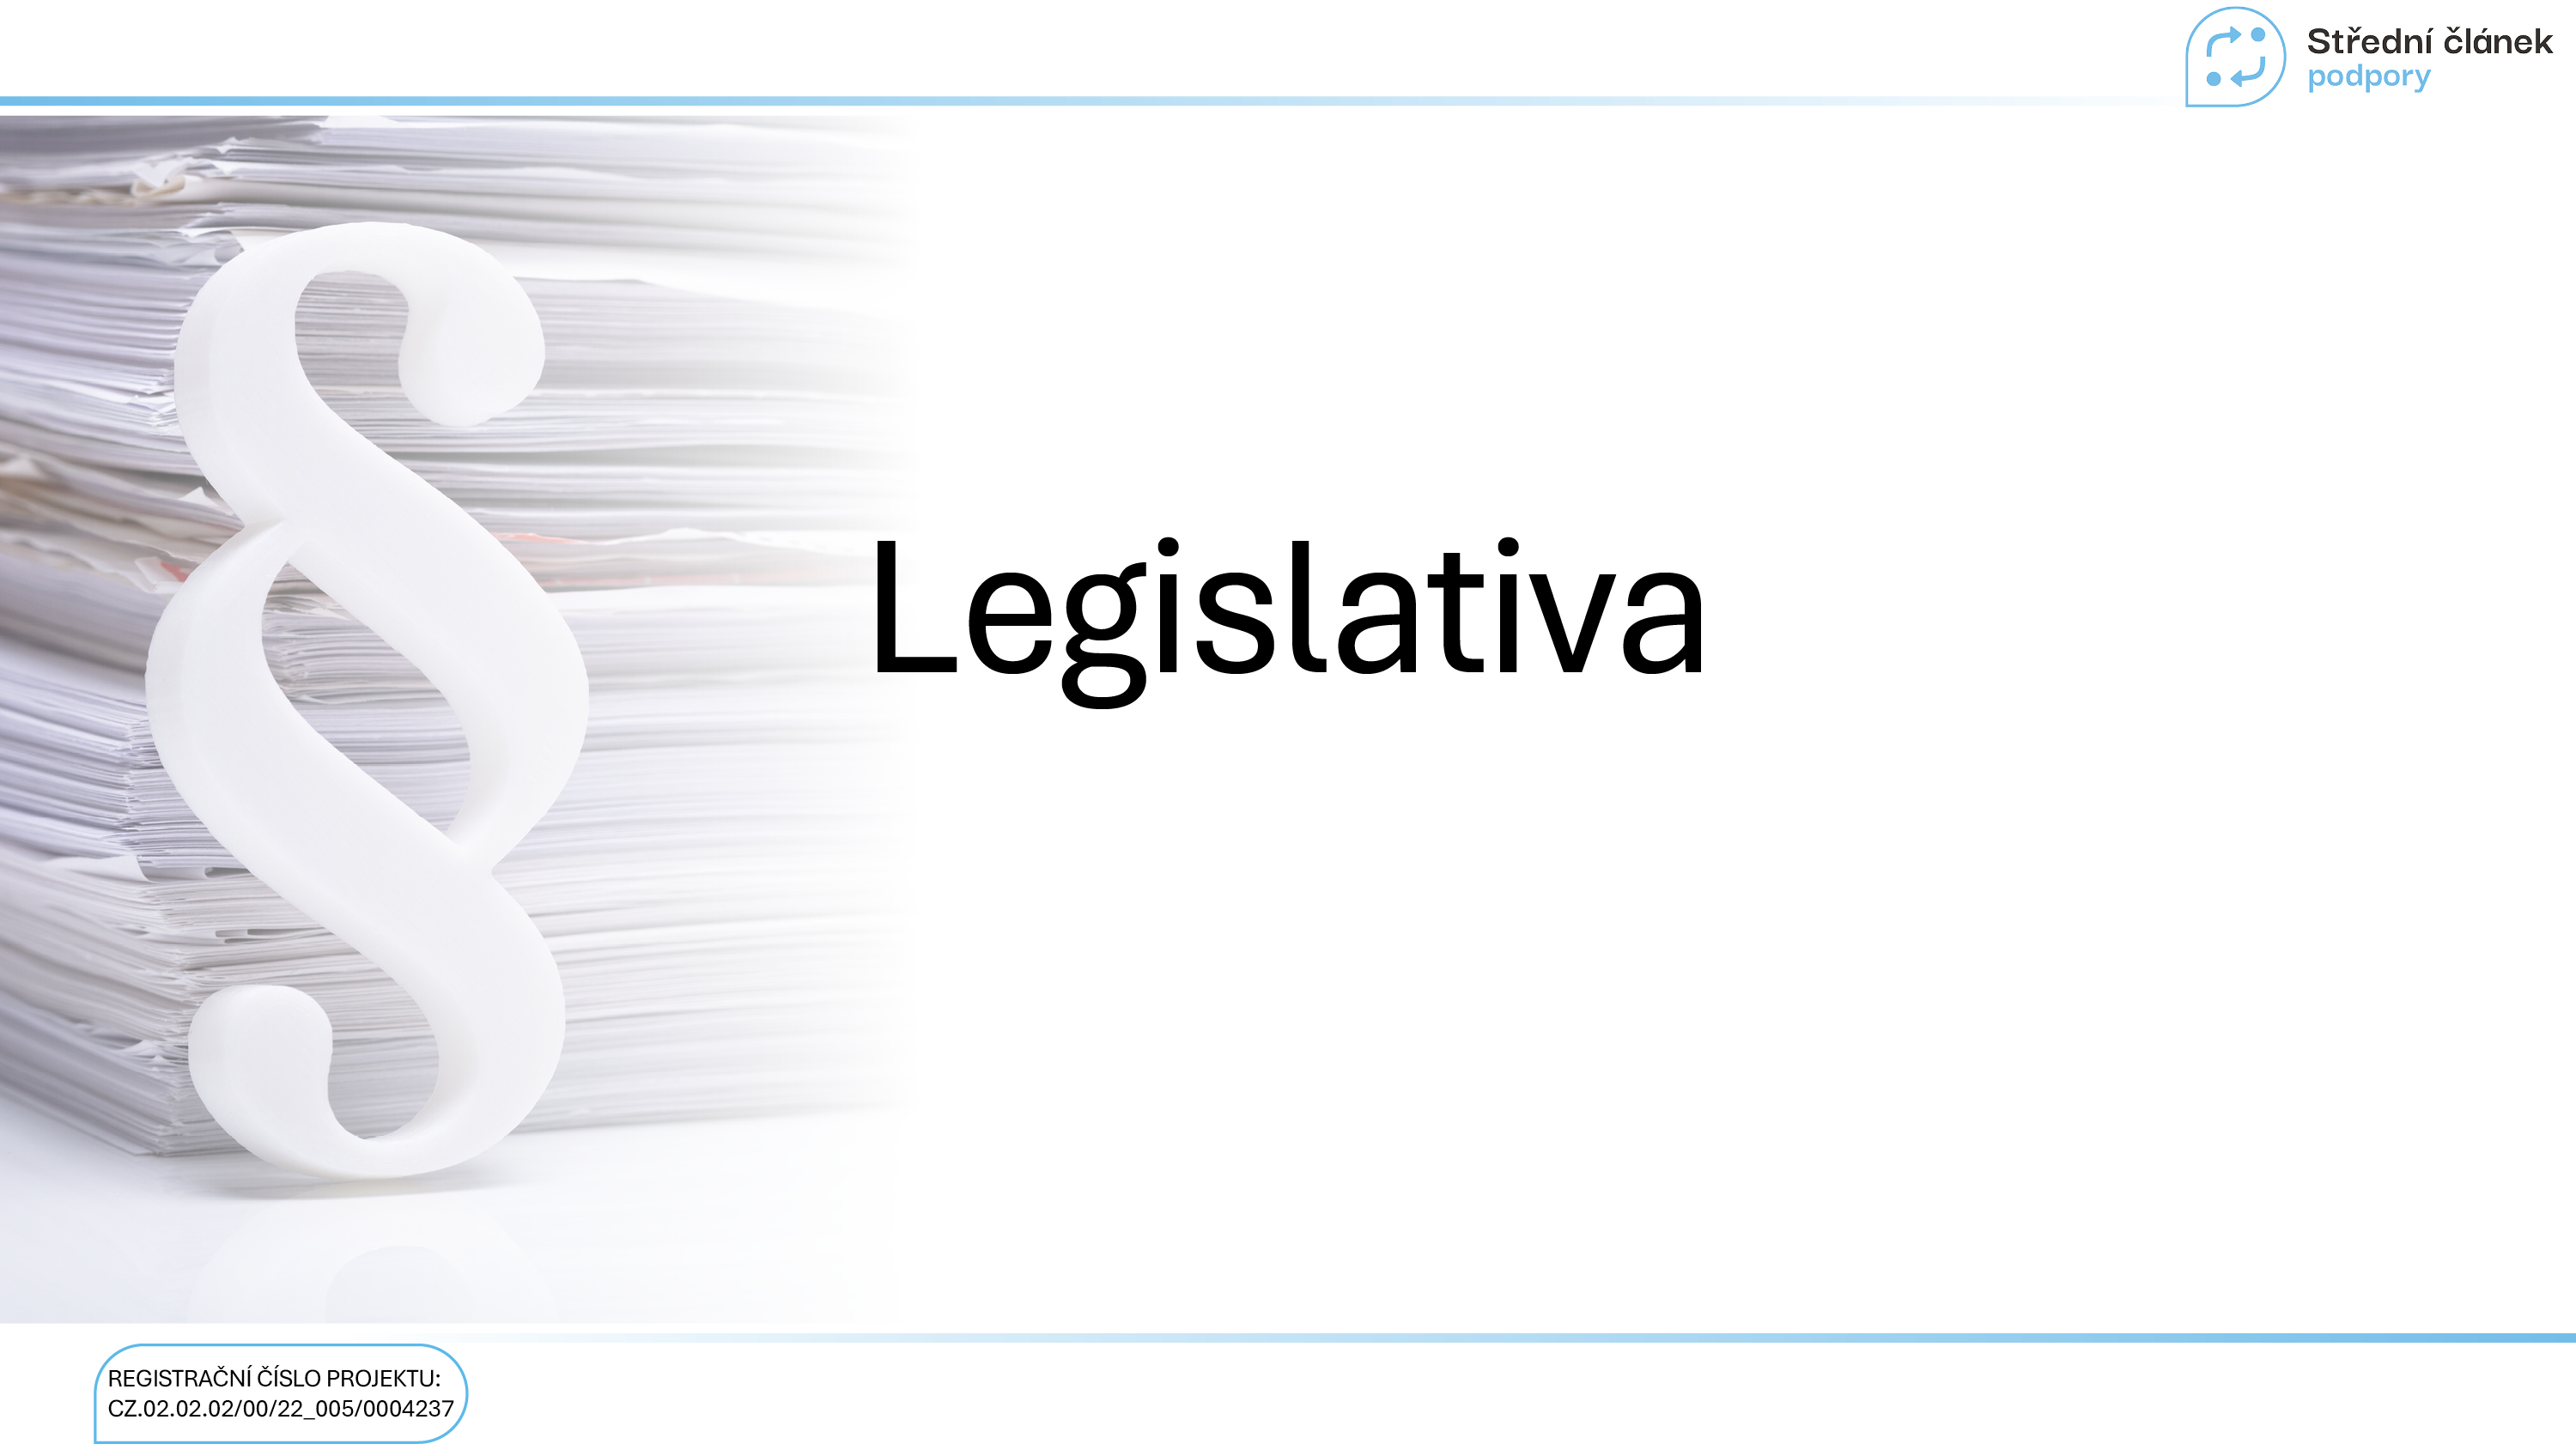 Střední článek
podpory
Legislativa
REGISTRAČNÍ ČÍSLO PROJEKTU:
CZ.02.02.02/00/22_005/0004237